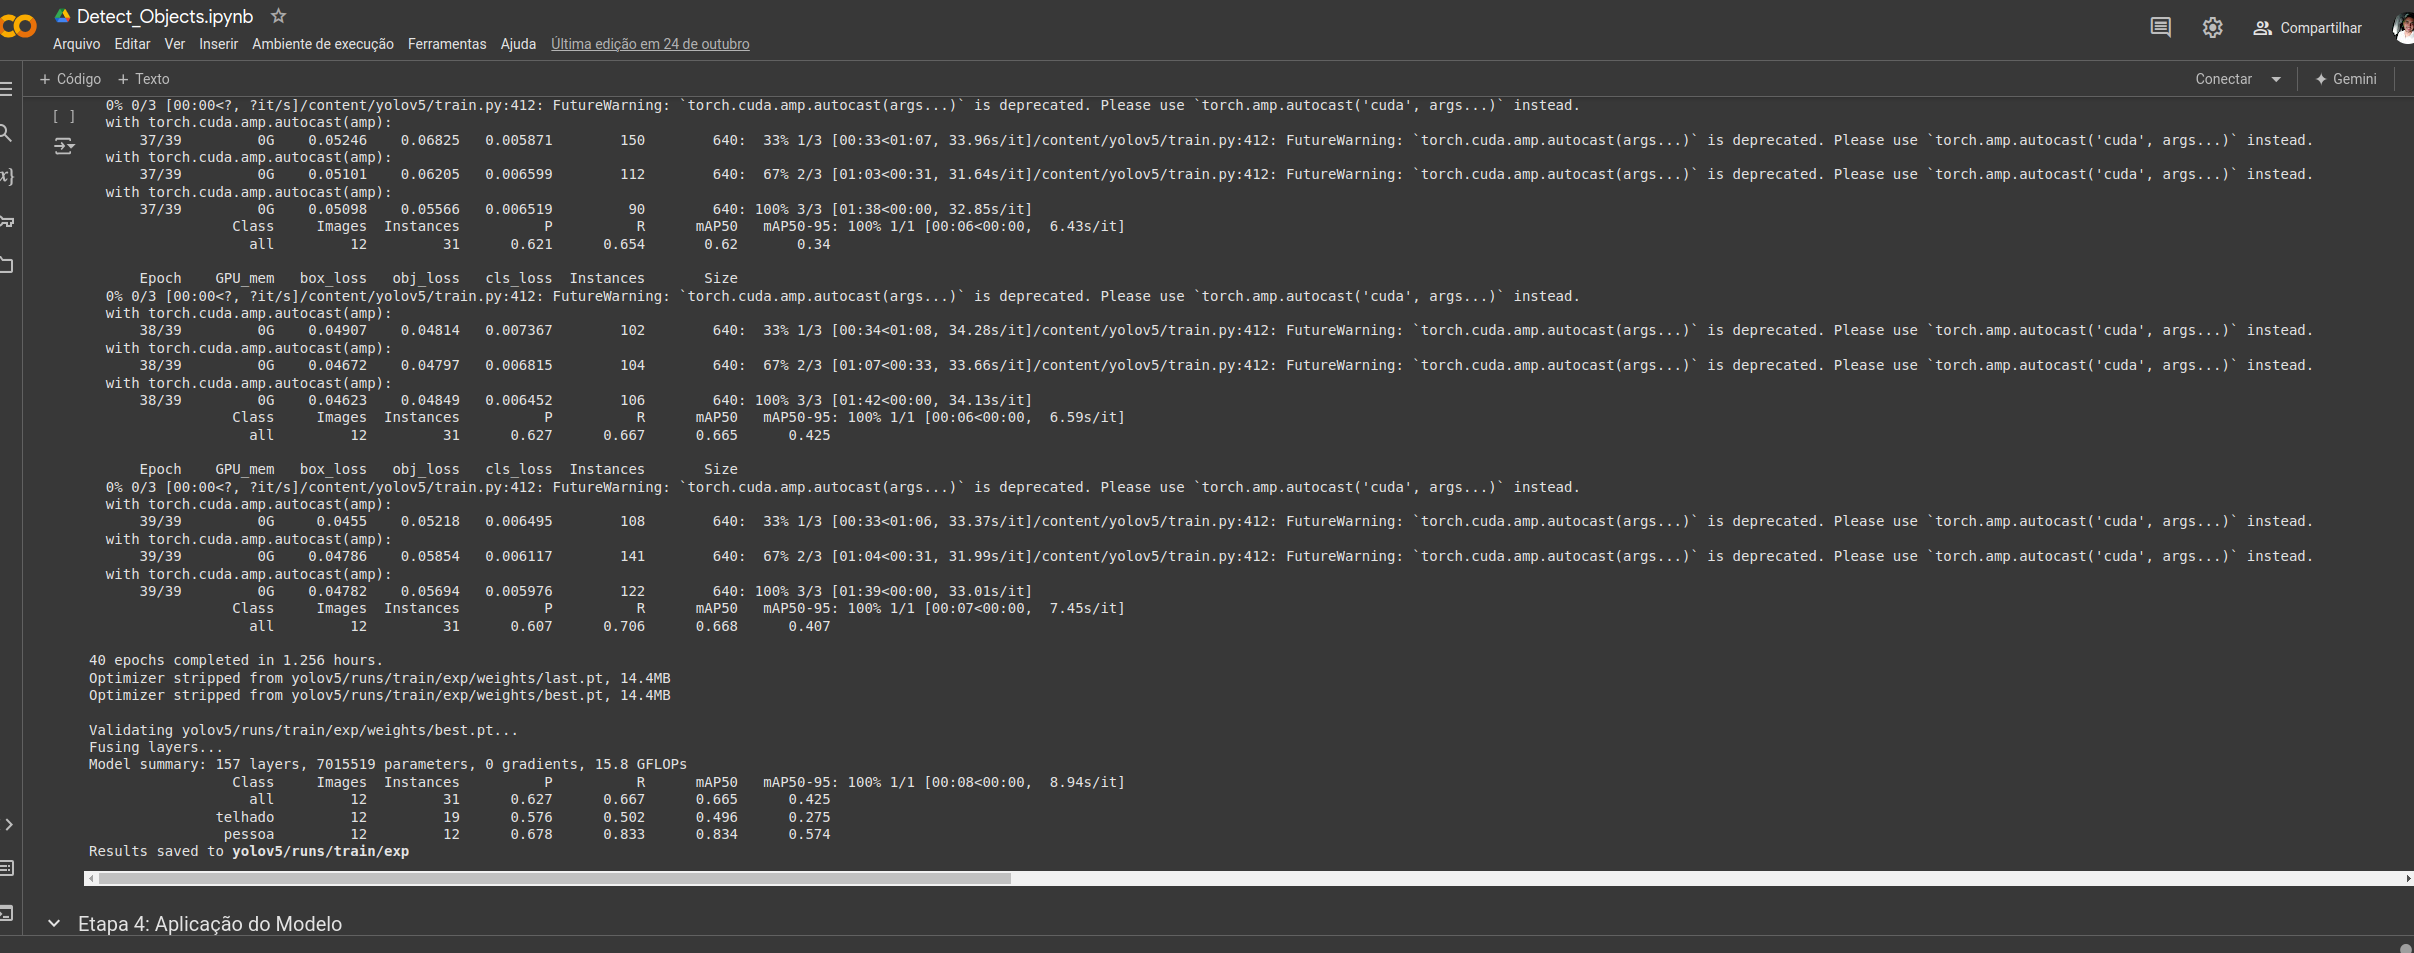 Detect_Objects.ipynb
Arquivo Editar Ver Inserir Ambiente de execução Ferramentas Ajuda Última edição em 24 de outubro
Compartilhar
+ Código + Texto
Conectar Gemini
[ ]
0% 0/3 [00:00<?, ?it/s]/content/yolov5/train.py:412: FutureWarning: `torch.cuda.amp.autocast(args...)` is deprecated. Please use `torch.amp.autocast('cuda', args...)` instead.
with torch.cuda.amp.autocast(amp):
37/39 0G 0.05246 0.06825 0.005871 150 640: 33% 1/3 [00:33<01:07, 33.96s/it]/content/yolov5/train.py:412: FutureWarning: `torch.cuda.amp.autocast(args...)` is deprecated. Please use `torch.amp.autocast('cuda', args...)` instead.
with torch.cuda.amp.autocast(amp):
37/39 0G 0.05101 0.06205 0.006599 112 640: 67% 2/3 [01:03<00:31, 31.64s/it]/content/yolov5/train.py:412: FutureWarning: `torch.cuda.amp.autocast(args...)` is deprecated. Please use `torch.amp.autocast('cuda', args...)` instead.
with torch.cuda.amp.autocast(amp):
37/39 0G 0.05098 0.05566 0.006519 90 640: 100% 3/3 [01:38<00:00, 32.85s/it]
Class Images Instances P R mAP50 mAP50-95: 100% 1/1 [00:06<00:00, 6.43s/it]
all 12 31 0.621 0.654 0.62 0.34
Epoch GPU_mem box_loss obj_loss cls_loss Instances Size
0% 0/3 [00:00<?, ?it/s]/content/yolov5/train.py:412: FutureWarning: `torch.cuda.amp.autocast(args...)` is deprecated. Please use `torch.amp.autocast('cuda', args...)` instead.
with torch.cuda.amp.autocast(amp):
38/39 0G 0.04907 0.04814 0.007367 102 640: 33% 1/3 [00:34<01:08, 34.28s/it]/content/yolov5/train.py:412: FutureWarning: `torch.cuda.amp.autocast(args...)` is deprecated. Please use `torch.amp.autocast('cuda', args...)` instead.
with torch.cuda.amp.autocast(amp):
38/39 0G 0.04672 0.04797 0.006815 104 640: 67% 2/3 [01:07<00:33, 33.66s/it]/content/yolov5/train.py:412: FutureWarning: `torch.cuda.amp.autocast(args...)` is deprecated. Please use `torch.amp.autocast('cuda', args...)` instead.
with torch.cuda.amp.autocast(amp):
38/39 0G 0.04623 0.04849 0.006452 106 640: 100% 3/3 [01:42<00:00, 34.13s/it]
Class Images Instances P R mAP50 mAP50-95: 100% 1/1 [00:06<00:00, 6.59s/it]
all 12 31 0.627 0.667 0.665 0.425
Epoch GPU_mem box_loss obj_loss cls_loss Instances Size
0% 0/3 [00:00<?, ?it/s]/content/yolov5/train.py:412: FutureWarning: `torch.cuda.amp.autocast(args...)` is deprecated. Please use `torch.amp.autocast('cuda', args...)` instead.
with torch.cuda.amp.autocast(amp):
39/39 0G 0.0455 0.05218 0.006495 108 640: 33% 1/3 [00:33<01:06, 33.37s/it]/content/yolov5/train.py:412: FutureWarning: `torch.cuda.amp.autocast(args...)` is deprecated. Please use `torch.amp.autocast('cuda', args...)` instead.
with torch.cuda.amp.autocast(amp):
39/39 0G 0.04786 0.05854 0.006117 141 640: 67% 2/3 [01:04<00:31, 31.99s/it]/content/yolov5/train.py:412: FutureWarning: `torch.cuda.amp.autocast(args...)` is deprecated. Please use `torch.amp.autocast('cuda', args...)` instead.
with torch.cuda.amp.autocast(amp):
39/39 0G 0.04782 0.05694 0.005976 122 640: 100% 3/3 [01:39<00:00, 33.01s/it]
Class Images Instances P R mAP50 mAP50-95: 100% 1/1 [00:07<00:00, 7.45s/it]
all 12 31 0.607 0.706 0.668 0.407
40 epochs completed in 1.256 hours.
Optimizer stripped from yolov5/runs/train/exp/weights/last.pt, 14.4MB
Optimizer stripped from yolov5/runs/train/exp/weights/best.pt, 14.4MB
Validating yolov5/runs/train/exp/weights/best.pt...
Fusing layers...
Model summary: 157 layers, 7015519 parameters, 0 gradients, 15.8 GFLOPs
Class Images Instances P R mAP50 mAP50-95: 100% 1/1 [00:08<00:00, 8.94s/it]
all 12 31 0.627 0.667 0.665 0.425
telhado 12 19 0.576 0.502 0.496 0.275
pessoa 12 12 0.678 0.833 0.834 0.574
Results saved to yolov5/runs/train/exp
Etapa 4: Aplicação do Modelo